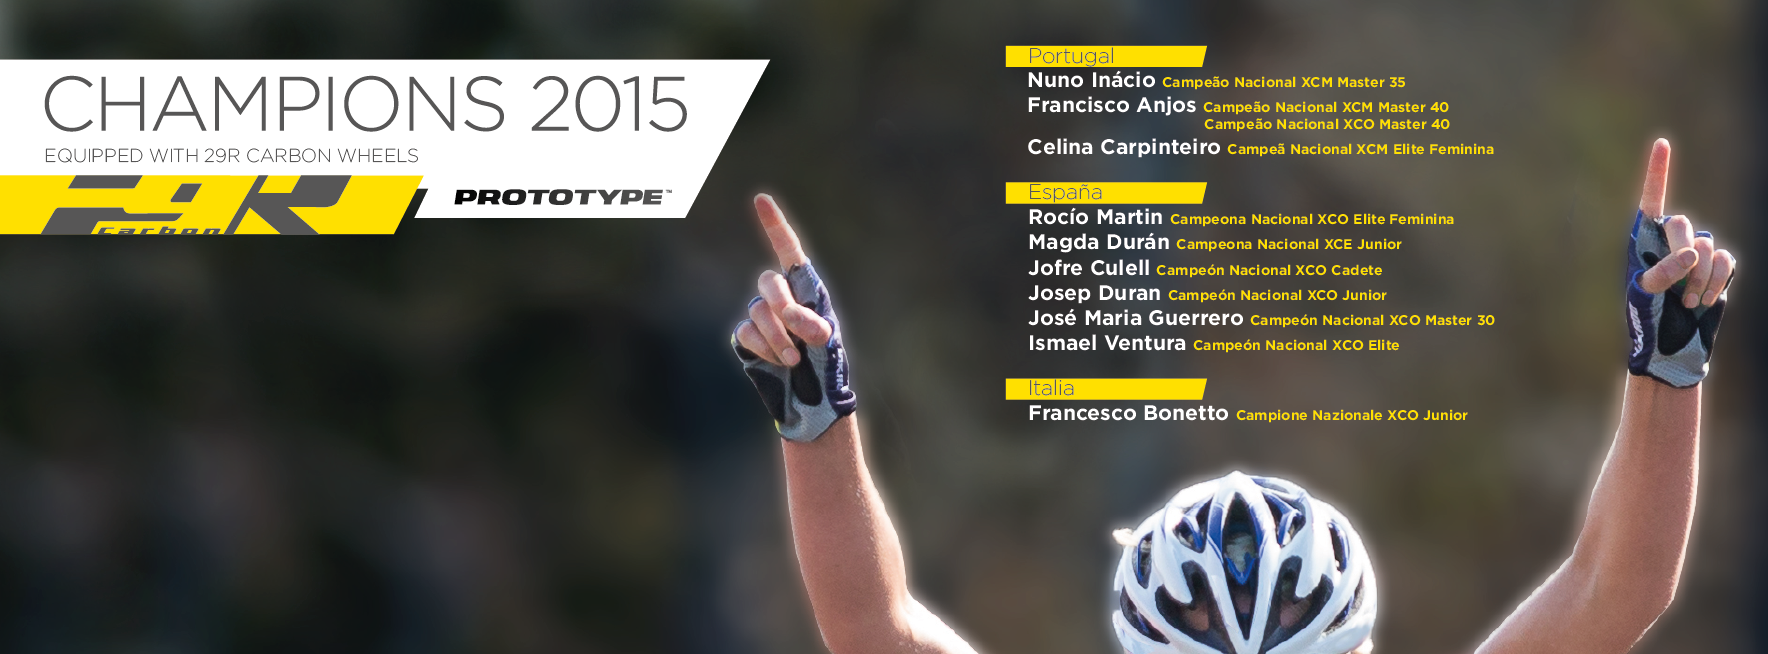 CHAMPIONS 2015
EQUIPPED WITH 29R CARBON WHEELS
29R
carbon
PROTOTYPE™
Portugal
Nuno Inácio Campeão Nacional XCM Master 35
Francisco Anjos Campeão Nacional XCM Master 40
Campeão Nacional XCO Master 40
Celina Carpinteiro Campeã Nacional XCM Elite Feminina
España
Rocío Martin Campeona Nacional XCO Elite Feminina
Magda Durán Campeona Nacional XCE Junior
Jofre Culell Campeón Nacional XCO Cadete
Josep Duran Campeón Nacional XCO Junior
José Maria Guerrero Campeón Nacional XCO Master 30
Ismael Ventura Campeón Nacional XCO Elite
Italia
Francesco Bonetto Campione Nazionale XCO Junior